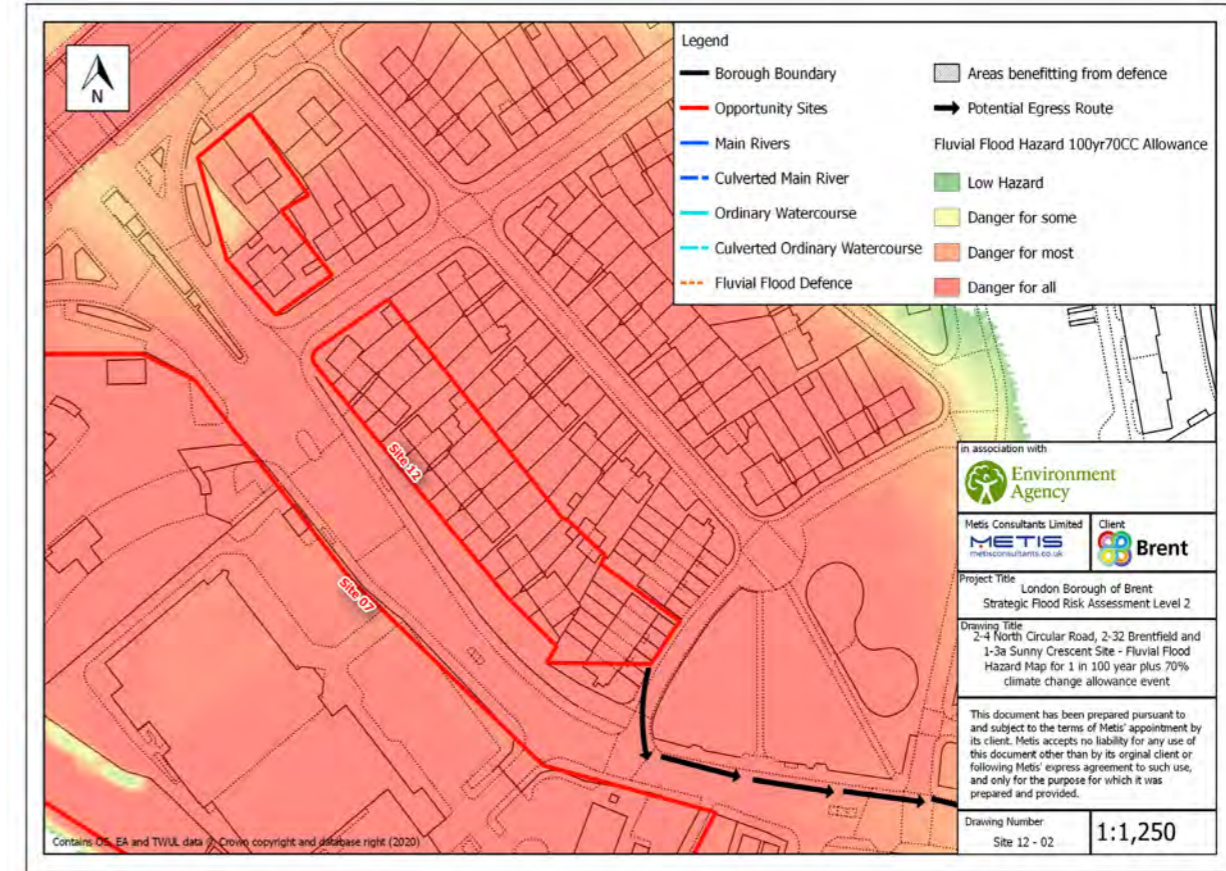 N
Legend
Borough Boundary
Opportunity Sites
Main Rivers
Culverted Main River
Ordinary Watercourse
Culverted Ordinary Watercourse
Fluvial Flood Defence
Areas benefitting from defence
Potential Egress Route
Fluvial Flood Hazard 100yr70CC Allowance
Low Hazard
Danger for some
Danger for most
Danger for all
Site 12
Site 07
in association with
Environment
Agency
Metis Consultants Limited
METIS
metisconsultants.co.uk
Client
Brent
Project Title
London Borough of Brent
Strategic Flood Risk Assessment Level 2
Drawing Title
2-4 North Circular Road, 2-32 Brentfield and
1-3a Sunny Crescent Site - Fluvial Flood
Hazard Map for 1 in 100 year plus 70%
climate change allowance event
This document has been prepared pursuant to
and subject to the terms of Metis' appointment by
its client. Metis accepts no liability for any use of
this document other than by its orginal client or
following Metis' express agreement to such use,
and only for the purpose for which it was
prepared and provided.
Drawing Number
Site 12 - 02
1:1,250
Contains OS, EA and TWUL data © Crown copyright and database right (2020)